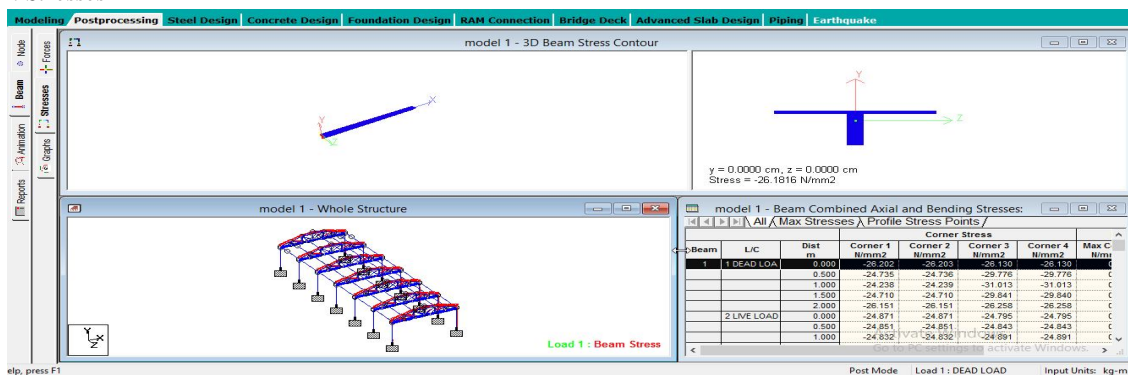 Modeling Postprocessing Steel Design Concrete Design Foundation Design RAM Connection Bridge Deck Advanced Slab Design Piping Earthquake
Node
Beam
Animation
Reports
Forces
Stresses
Graphs
model 1 - 3D Beam Stress Contour
X
Y
Z
Y
Z
y = 0.0000 cm, z = 0.0000 cm
Stress = -26.1816 N/mm2
model 1 - Whole Structure
Y
X
Z
Load 1 : Beam Stress
model 1 - Beam Combined Axial and Bending Stresses:
All Max Stresses Profile Stress Points
Corner Stress
Beam L/C Dist Corner 1 Corner 2 Corner 3 Corner 4 Max C
m N/mm2 N/mm2 N/mm2 N/mm2 N/m
1 1 DEAD LOA 0.000 -26.202 -26.203 -26.130 -26.130
0.500 -24.735 -24.736 -29.776 -29.776
1.000 -24.238 -24.239 -31.013 -31.013
1.500 -24.710 -24.710 -29.841 -29.840
2.000 -26.151 -26.151 -26.258 -26.258
2 LIVE LOAD 0.000 -24.871 -24.871 -24.795 -24.795
0.500 -24.851 -24.851 -24.843 -24.843
1.000 -24.832 -24.832 -24.891 -24.891
Activate Windows
Go to PC settings to activate Windows.
elp, press F1 Post Mode Load 1 : DEAD LOAD Input Units: kg-m